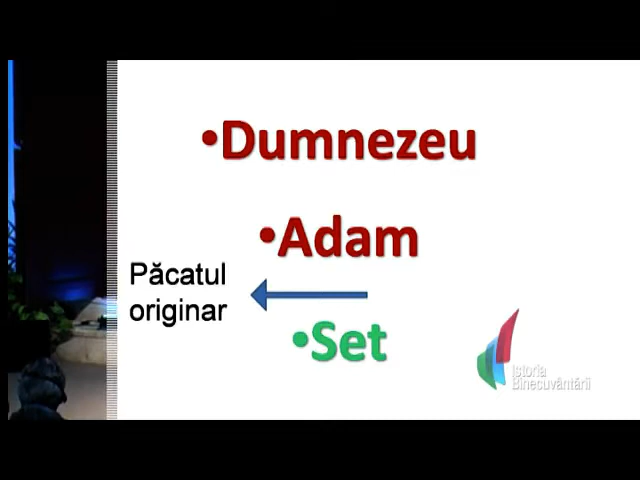 •Dumnezeu
•Adam
Păcatul
originar
•Set
Istoria
Binecuvântării